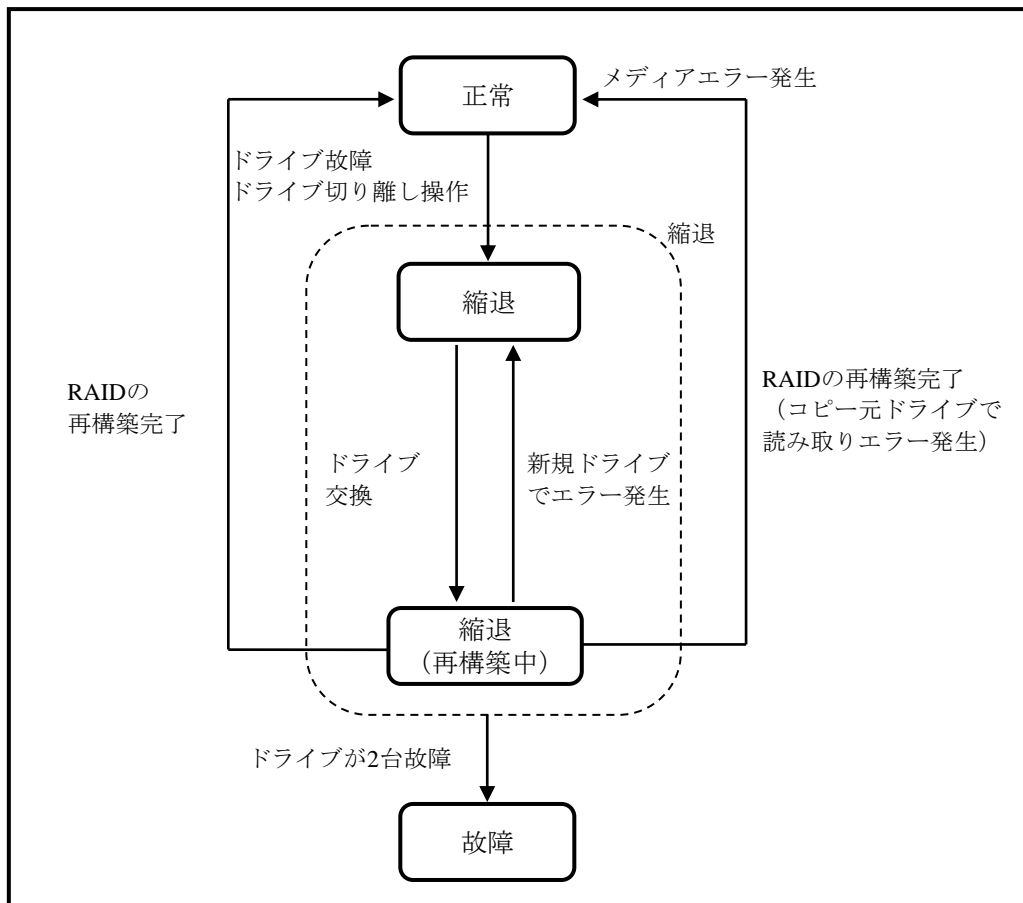 正常
メディアエラー発生
ドライブ故障
ドライブ切り離し操作
縮退
縮退
RAIDの
再構築完了
RAIDの再構築完了
（コピー元ドライブで
読み取りエラー発生）
ドライブ
交換
新規ドライブ
でエラー発生
縮退
（再構築中）
ドライブが2台故障
故障